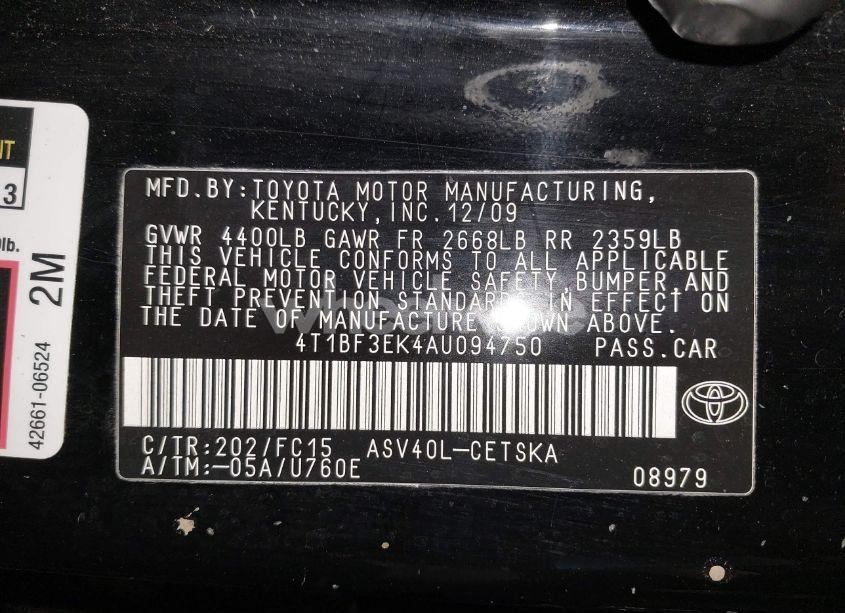 MFD.BY:TOYOTA MOTOR MANUFACTURING,
KENTUCKY,INC.12/09
GVWR 4400LB GAWR FR 2668LB RR 2359LB
THIS VEHICLE CONFORMS TO ALL APPLICABLE
FEDERAL MOTOR VEHICLE SAFETY,BUMPER,AND
THEFT PREVENTION STANDARDS IN EFFECT ON
THE DATE OF MANUFACTURE SHOWN ABOVE.
4T1BF3EK4AU094750 PASS.CAR
C/TR:202/FC15 ASV40L-CETSKA
A/TM:-05A/U760E
08979
3
lb.
2M
42661-06524